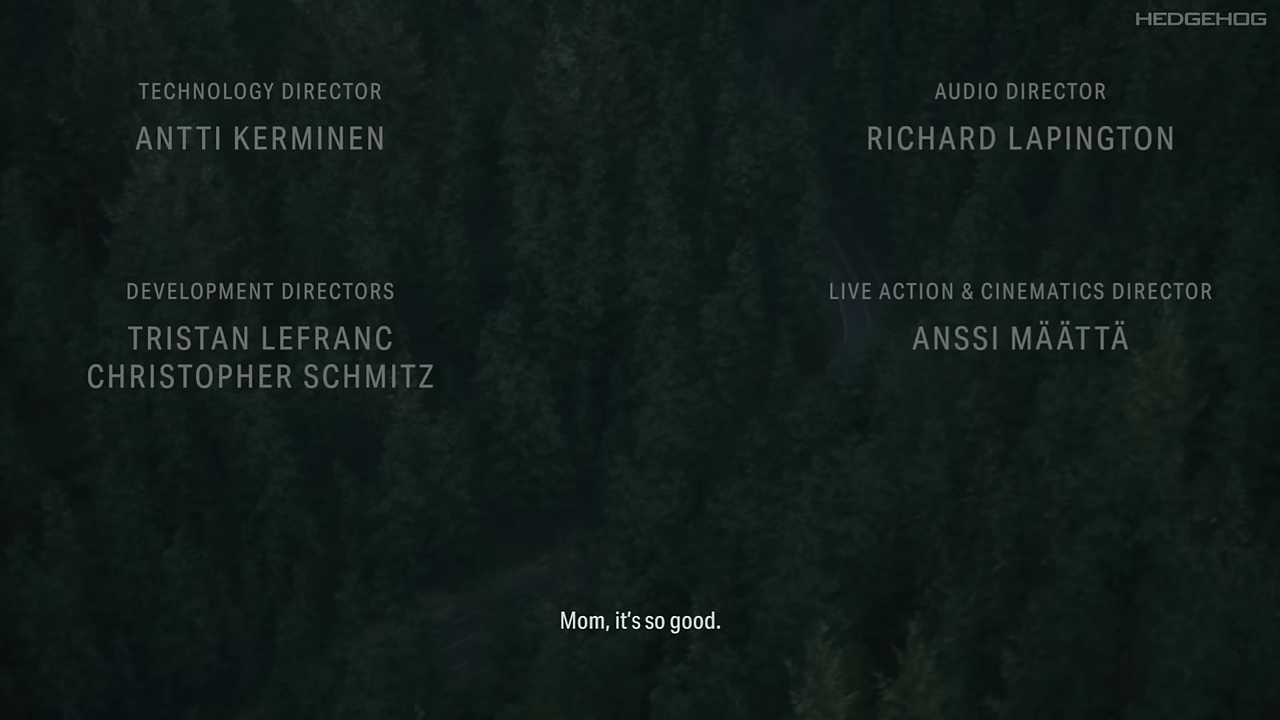 HEDGEHOG
TECHNOLOGY DIRECTOR
ANTTI KERMINEN
AUDIO DIRECTOR
RICHARD LAPINGTON
DEVELOPMENT DIRECTORS
TRISTAN LEFRANC
CHRISTOPHER SCHMITZ
LIVE ACTION & CINEMATICS DIRECTOR
ANSSI MÄÄTTÄ
Mom, it's so good.